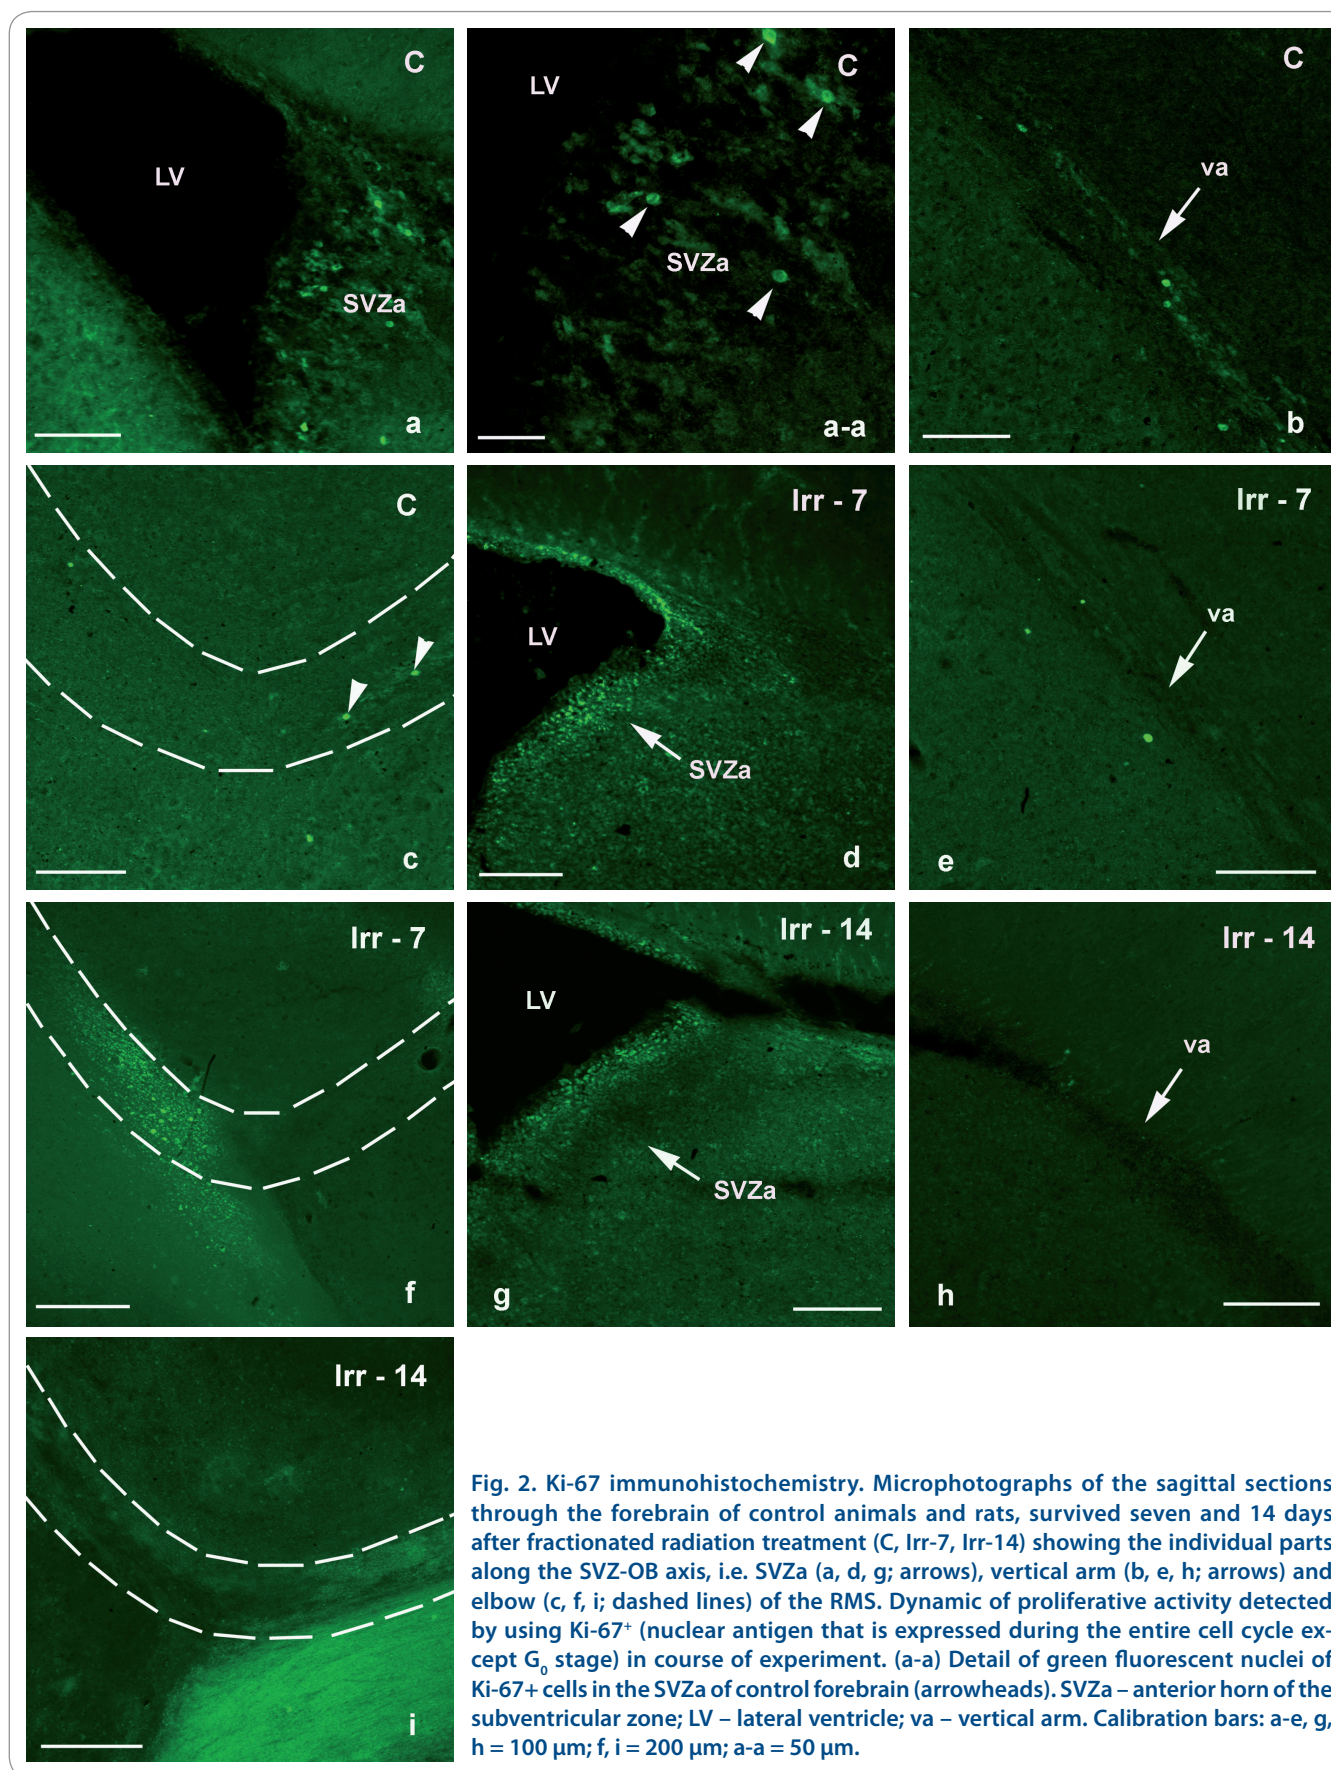 C
LV
SVZa
a
C
LV
SVZa
a-a
C
va
b
C
c
Irr - 7
LV
SVZa
d
Irr - 7
va
e
Irr - 7
f
Irr - 14
LV
SVZa
g
Irr - 14
va
h
Irr - 14
i
Fig. 2. Ki-67 immunohistochemistry. Microphotographs of the sagittal sections
through the forebrain of control animals and rats, survived seven and 14 days
after fractionated radiation treatment (C, Irr-7, Irr-14) showing the individual parts
along the SVZ-OB axis, i.e. SVZa (a, d, g; arrows), vertical arm (b, e, h; arrows) and
elbow (c, f, i; dashed lines) of the RMS. Dynamic of proliferative activity detected
by using Ki-67⁺ (nuclear antigen that is expressed during the entire cell cycle ex-
cept G₀ stage) in course of experiment. (a-a) Detail of green fluorescent nuclei of
Ki-67+ cells in the SVZa of control forebrain (arrowheads). SVZa – anterior horn of the
subventricular zone; LV – lateral ventricle; va – vertical arm. Calibration bars: a-e, g,
h = 100 µm; f, i = 200 µm; a-a = 50 µm.